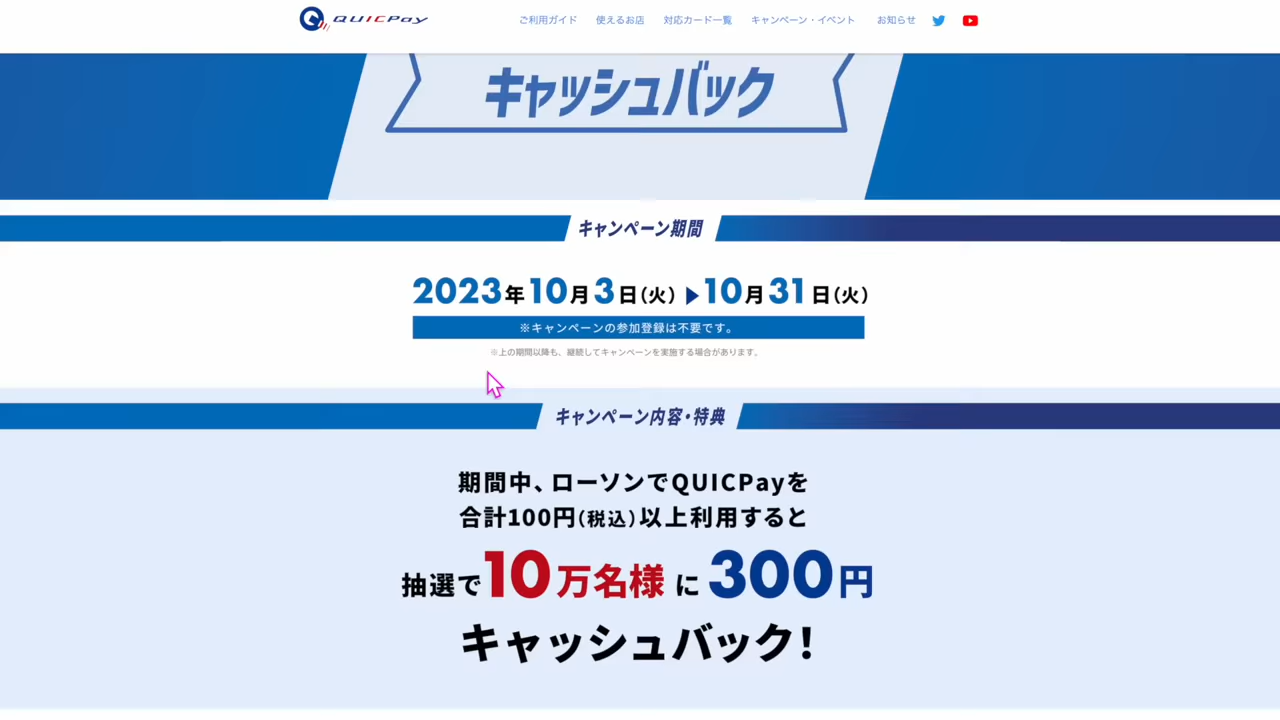 QUICPay
ご利用ガイド 使えるお店 対応カード一覧 キャンペーン・イベント お知らせ
キャッシュバック
キャンペーン期間
2023年10月3日(火)▶10月31日(火)
※キャンペーンの参加登録は不要です。
※上の期間以降も、継続してキャンペーンを実施する場合があります。
キャンペーン内容・特典
期間中、ローソンでQUICPayを
合計100円(税込)以上利用すると
抽選で10万名様に300円
キャッシュバック!